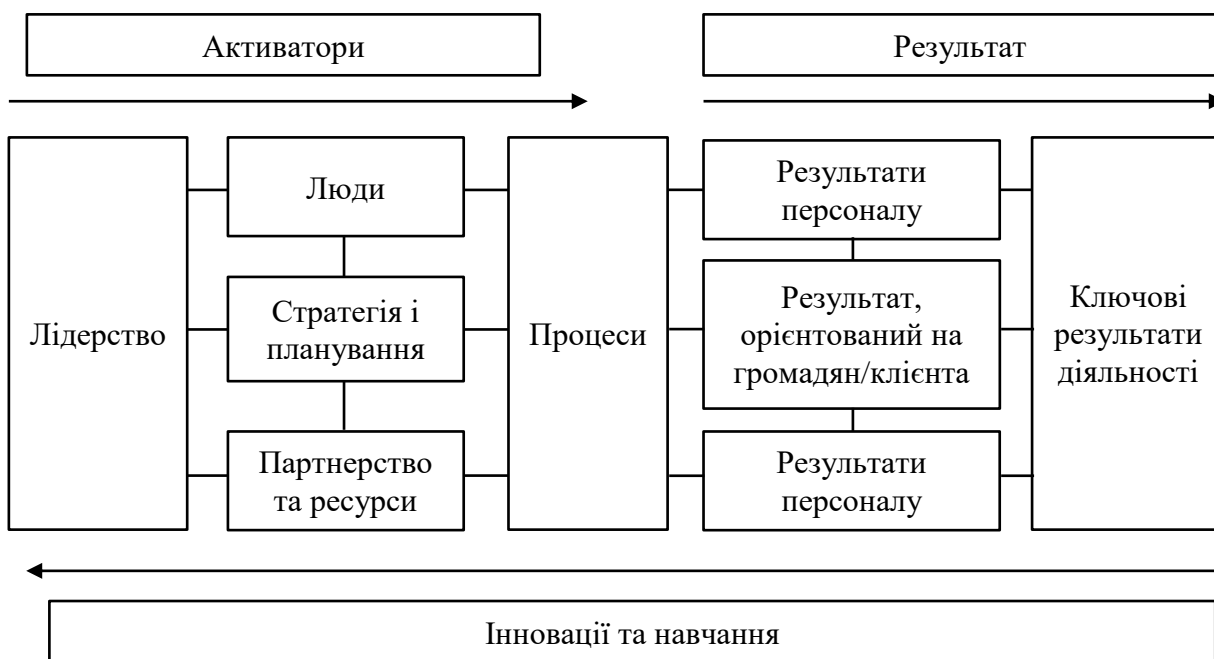 Активатори
Результат
Лідерство
Люди
Стратегія і
планування
Партнерство
та ресурси
Процеси
Результати
персоналу
Результат,
орієнтований на
громадян/клієнта
Результати
персоналу
Ключові
результати
діяльності
Інновації та навчання